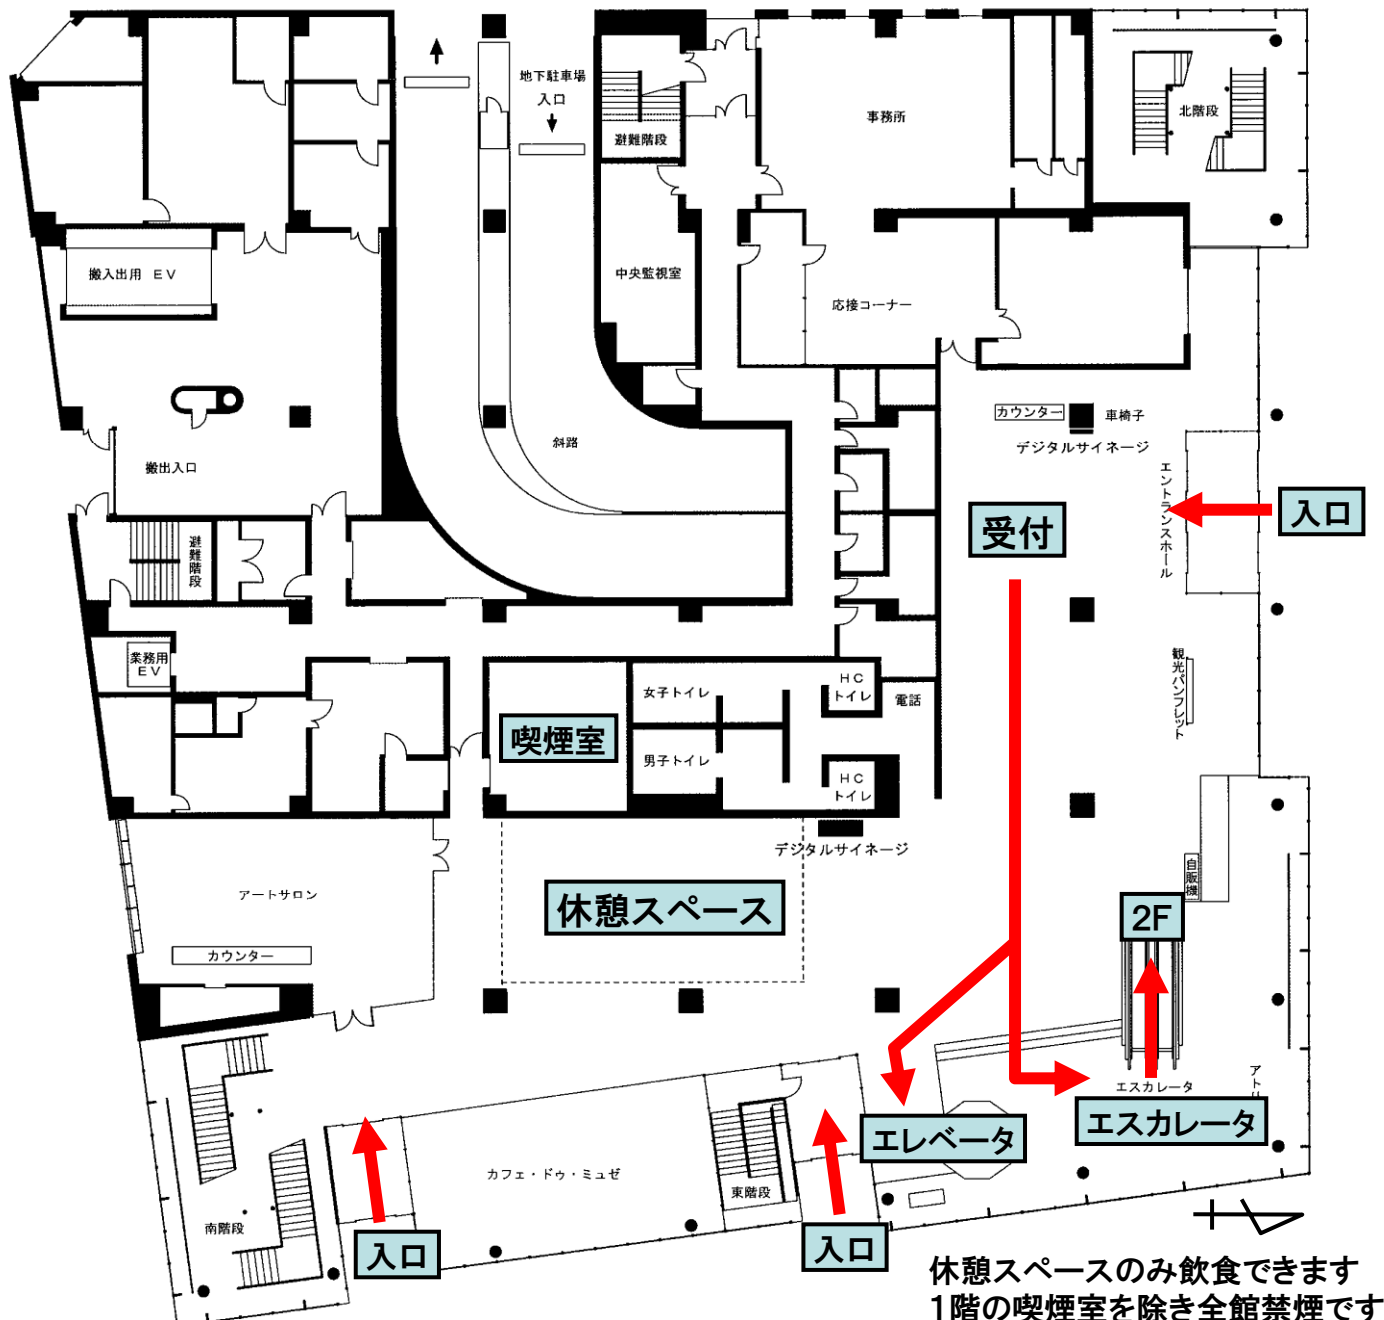 地下駐車場
入口
避難階段
事務所
北階段
搬入出用 EV
中央監視室
応接コーナー
カウンター
車椅子
デジタルサイネージ
斜路
搬出入口
エントランスホール
入口
受付
避難階段
業務用
EV
女子トイレ
HC
トイレ
電話
観光パンフレット
喫煙室
男子トイレ
HC
トイレ
デジタルサイネージ
自販機
アートサロン
休憩スペース
2F
カウンター
エスカレータ
エスカレータ
エレベータ
カフェ・ドゥ・ミュゼ
東階段
南階段
入口
入口
休憩スペースのみ飲食できます
1階の喫煙室を除き全館禁煙です